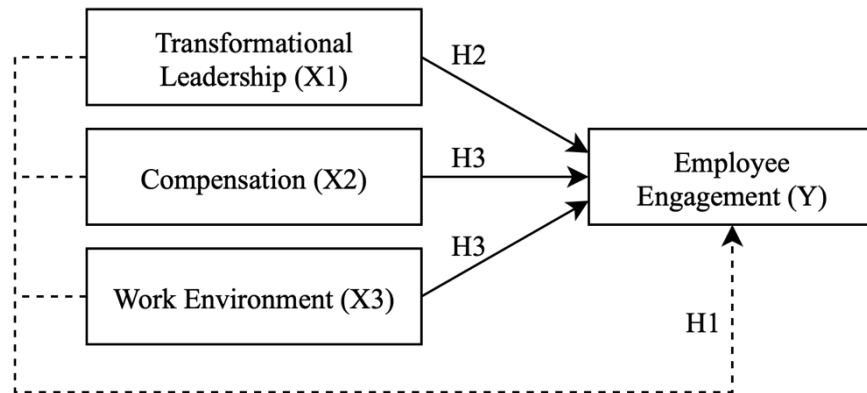 Transformational
Leadership (X1)
H2
Compensation (X2)
H3
Employee
Engagement (Y)
Work Environment (X3)
H3
H1